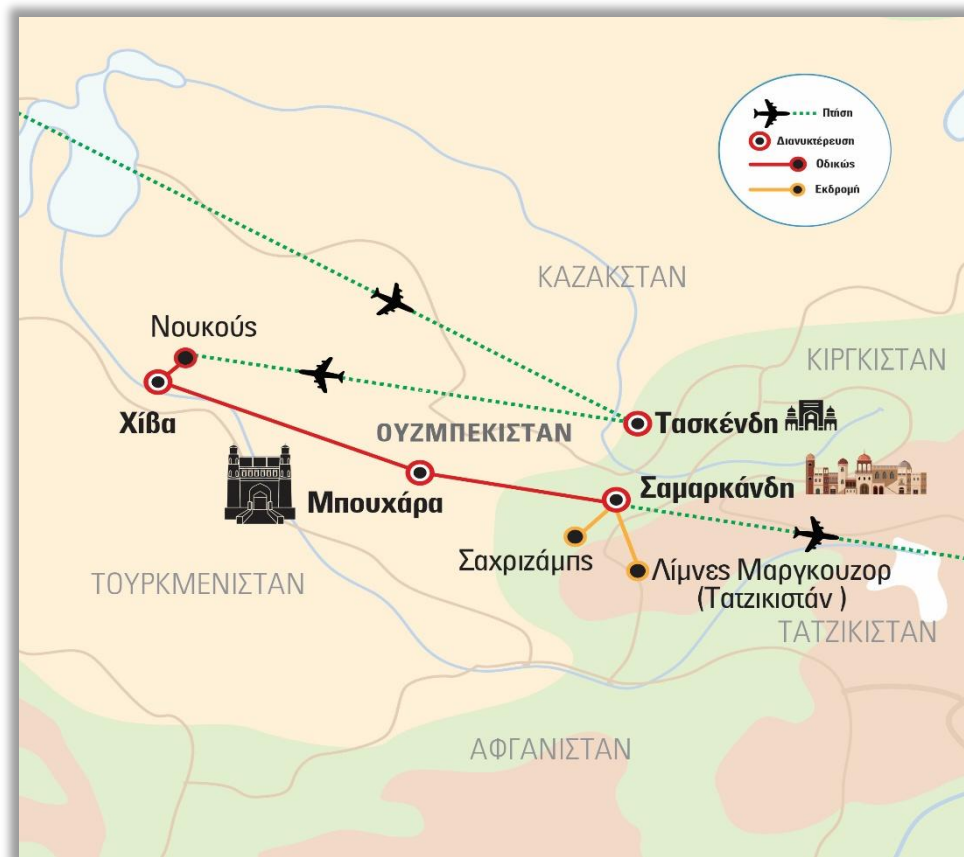 Πτήση
Διανυκτέρευση
Οδικώς
Εκδρομή
ΚΑΖΑΚΣΤΑΝ
Νουκούς
ΚΙΡΓΚΙΣΤΑΝ
Χίβα
ΟΥΖΜΠΕΚΙΣΤΑΝ
Τασκένδη
Μπουχάρα
Σαμαρκάνδη
Σαχριζάμπς
Λίμνες Μαργκουζορ
(Τατζικιστάν )
ΤΟΥΡΚΜΕΝΙΣΤΑΝ
ΤΑΤΖΙΚΙΣΤΑΝ
ΑΦΓΑΝΙΣΤΑΝ